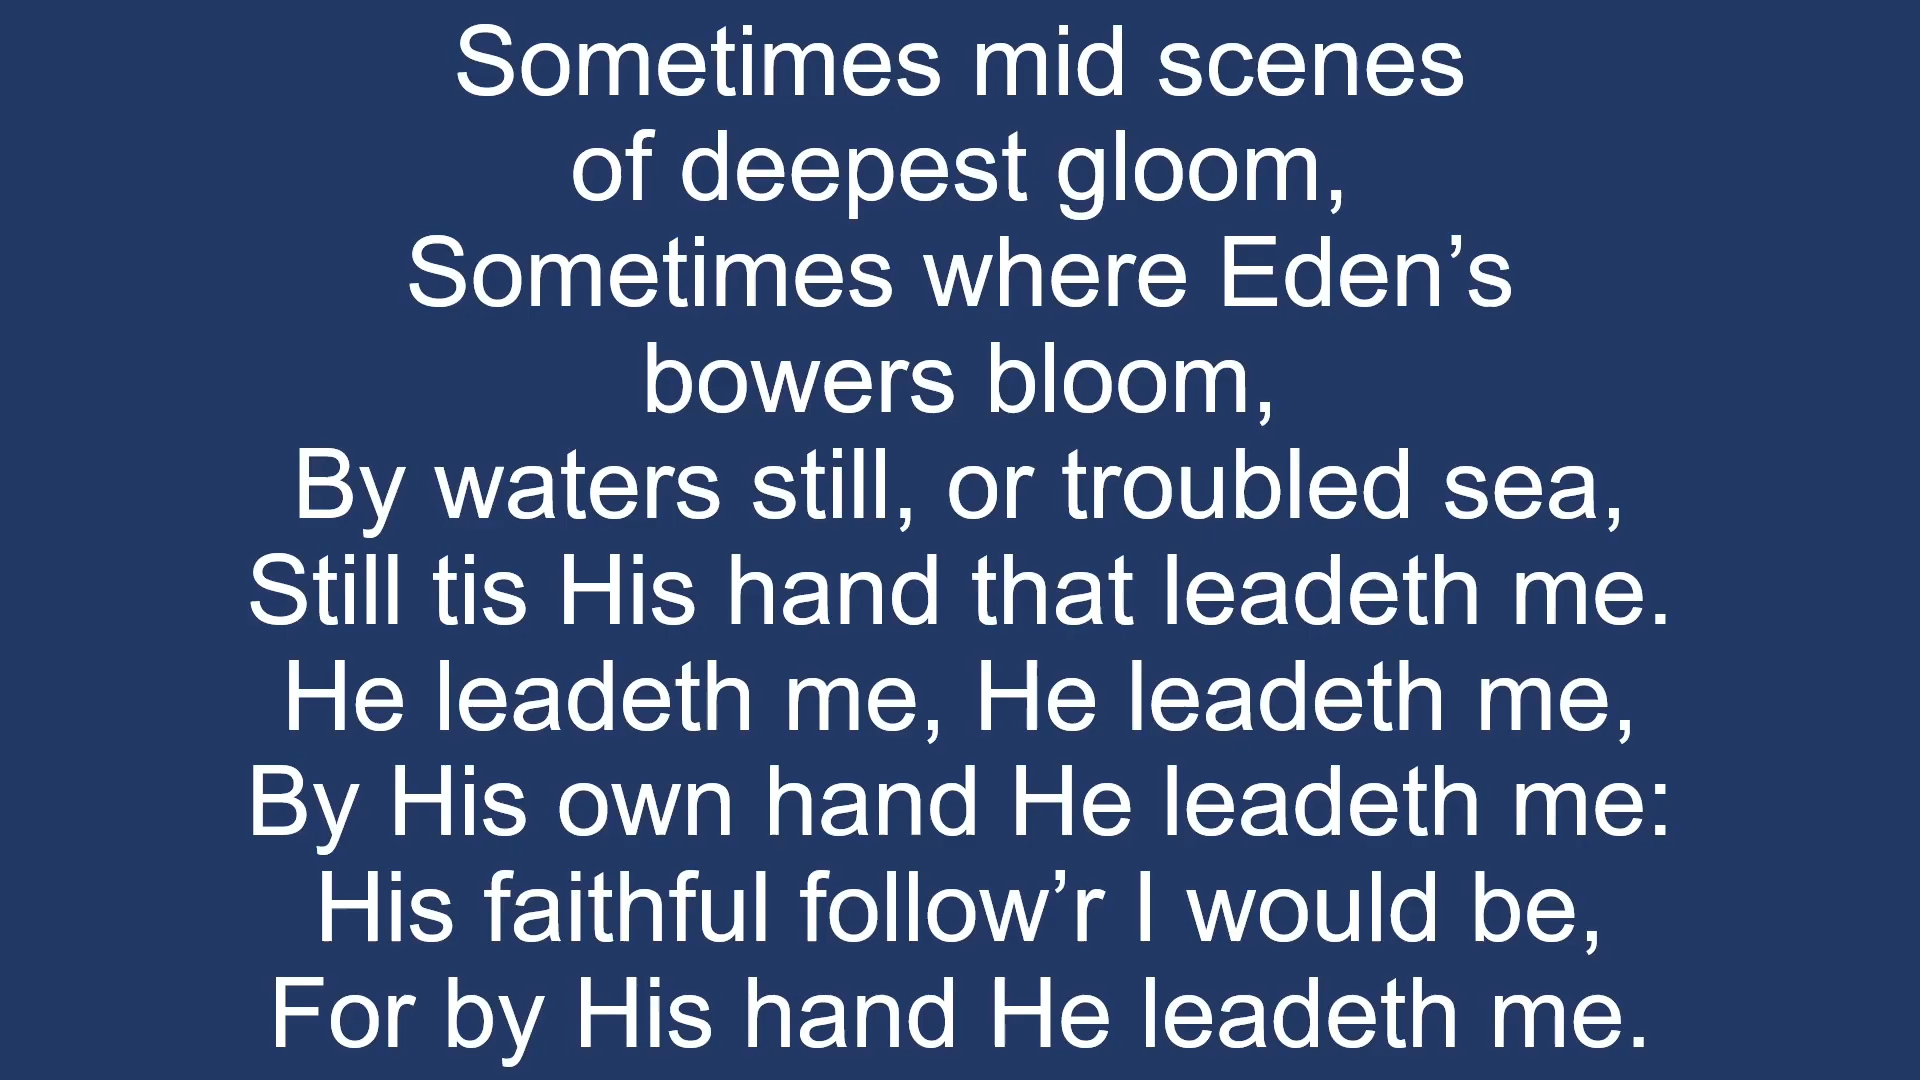 Sometimes mid scenes
of deepest gloom,
Sometimes where Eden’s
bowers bloom,
By waters still, or troubled sea,
Still tis His hand that leadeth me.
He leadeth me, He leadeth me,
By His own hand He leadeth me:
His faithful follow’r I would be,
For by His hand He leadeth me.